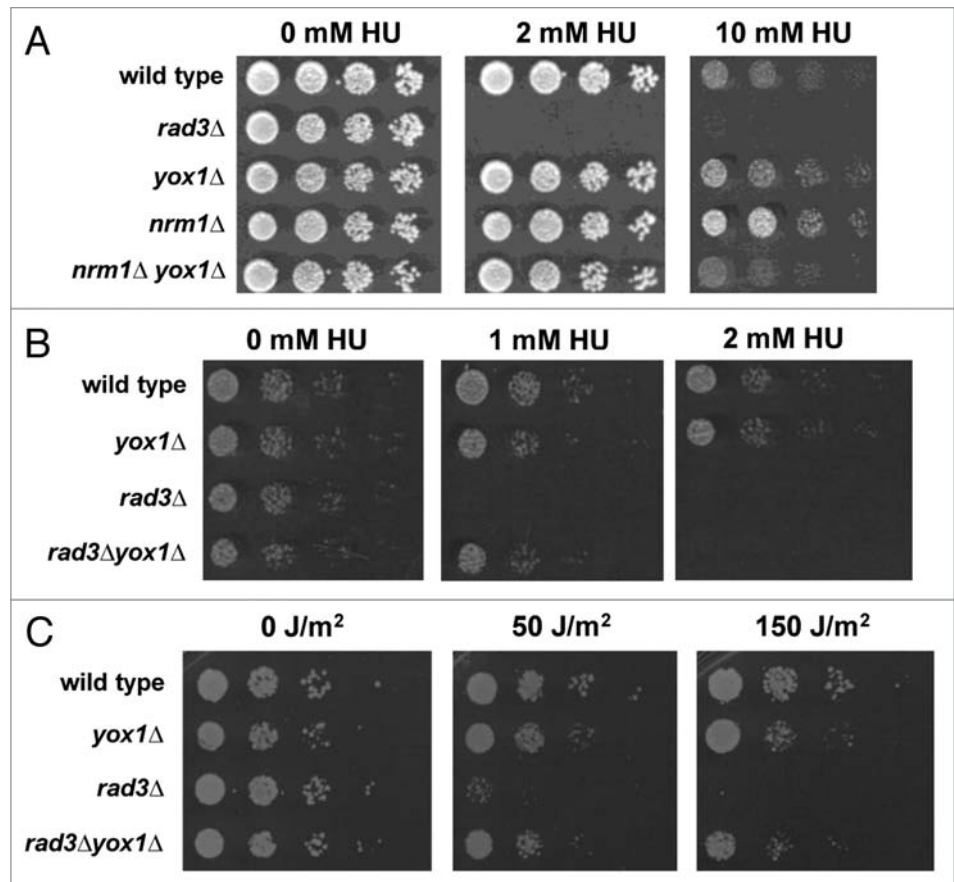 A
0 mM HU 2 mM HU 10 mM HU
wild type
rad3Δ
yox1Δ
nrm1Δ
nrm1Δ yox1Δ
B
0 mM HU 1 mM HU 2 mM HU
wild type
yox1Δ
rad3Δ
rad3Δyox1Δ
C
0 J/m² 50 J/m² 150 J/m²
wild type
yox1Δ
rad3Δ
rad3Δyox1Δ